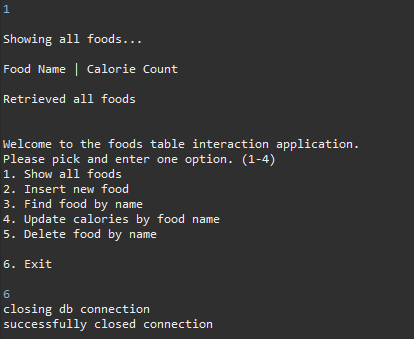 1
Showing all foods...
Food Name | Calorie Count
Retrieved all foods
Welcome to the foods table interaction application.
Please pick and enter one option. (1-4)
1. Show all foods
2. Insert new food
3. Find food by name
4. Update calories by food name
5. Delete food by name
6. Exit
6
closing db connection
successfully closed connection